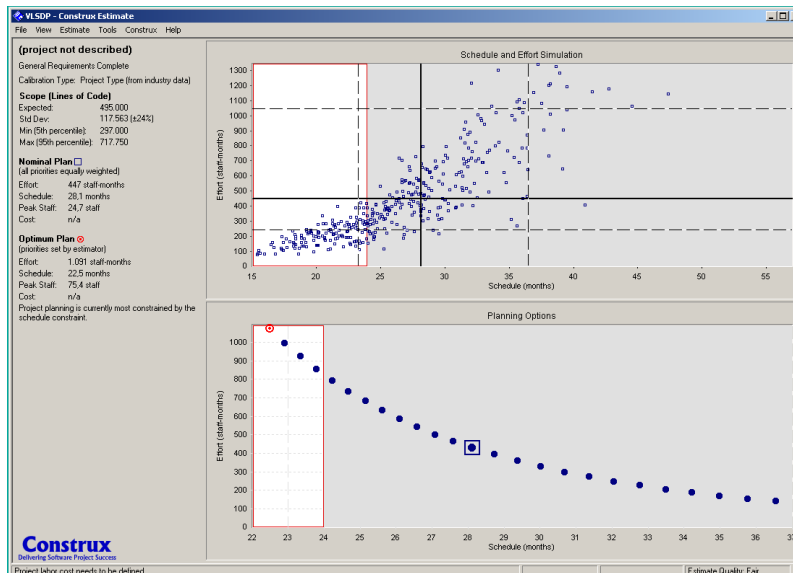 VLSDP - Construx Estimate
File View Estimate Tools Construx Help
(project not described)
General Requirements Complete
Calibration Type: Project Type (from industry data)
Scope (Lines of Code)
Expected: 495.000
Std Dev: 117.563 (±24%)
Min (5th percentile): 297.000
Max (95th percentile): 717.750
Nominal Plan
(all priorities equally weighted)
Effort: 447 staff-months
Schedule: 28,1 months
Peak Staff: 24,7 staff
Cost: n/a
Optimum Plan
(priorities set by estimator)
Effort: 1.091 staff-months
Schedule: 22,5 months
Peak Staff: 75,4 staff
Cost: n/a
Project planning is currently most constrained by the
schedule constraint.
Construx
Delivering Software Project Success
Schedule and Effort Simulation
Effort (staff-months)
1300
1200
1100
1000
900
800
700
600
500
400
300
200
100
0
15 20 25 30 35 40 45 50 55
Schedule (months)
Planning Options
Effort (staff-months)
1000
900
800
700
600
500
400
300
200
100
0
22 23 24 25 26 27 28 29 30 31 32 33 34 35 36 37
Schedule (months)
Project labor cost needs to be defined
Estimate Quality: Fair